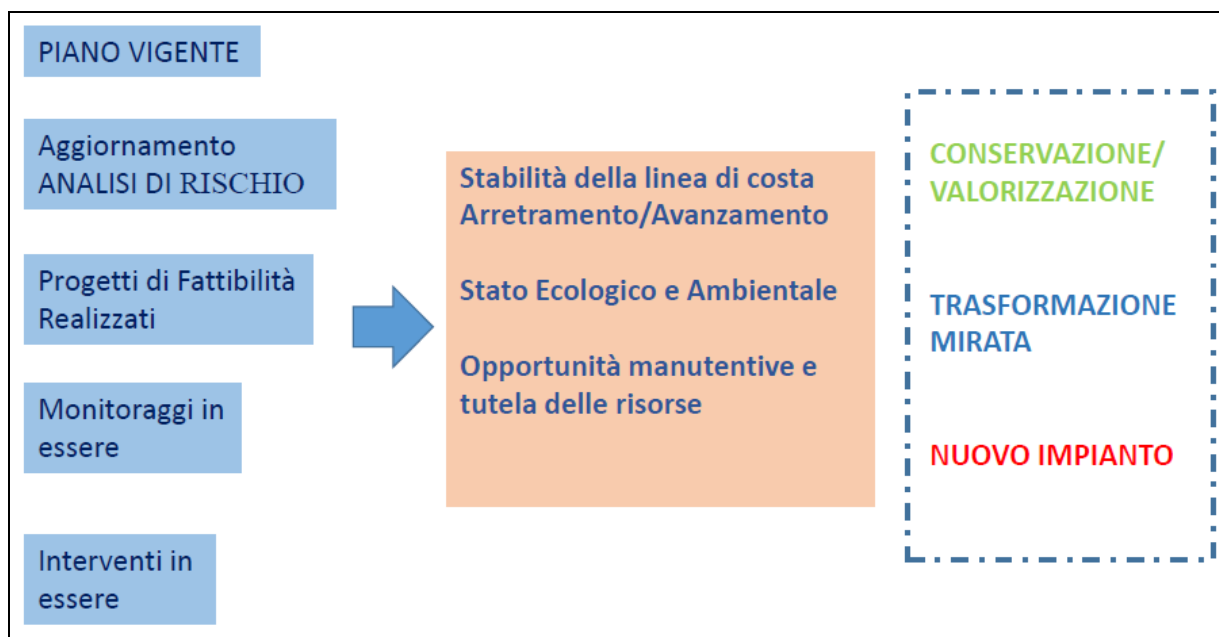 PIANO VIGENTE
Aggiornamento
ANALISI DI RISCHIO
Progetti di Fattibilità
Realizzati
Monitoraggi in
essere
Interventi in
essere
Stabilità della linea di costa
Arretramento/Avanzamento
Stato Ecologico e Ambientale
Opportunità manutentive e
tutela delle risorse
CONSERVAZIONE/
VALORIZZAZIONE
TRASFORMAZIONE
MIRATA
NUOVO IMPIANTO